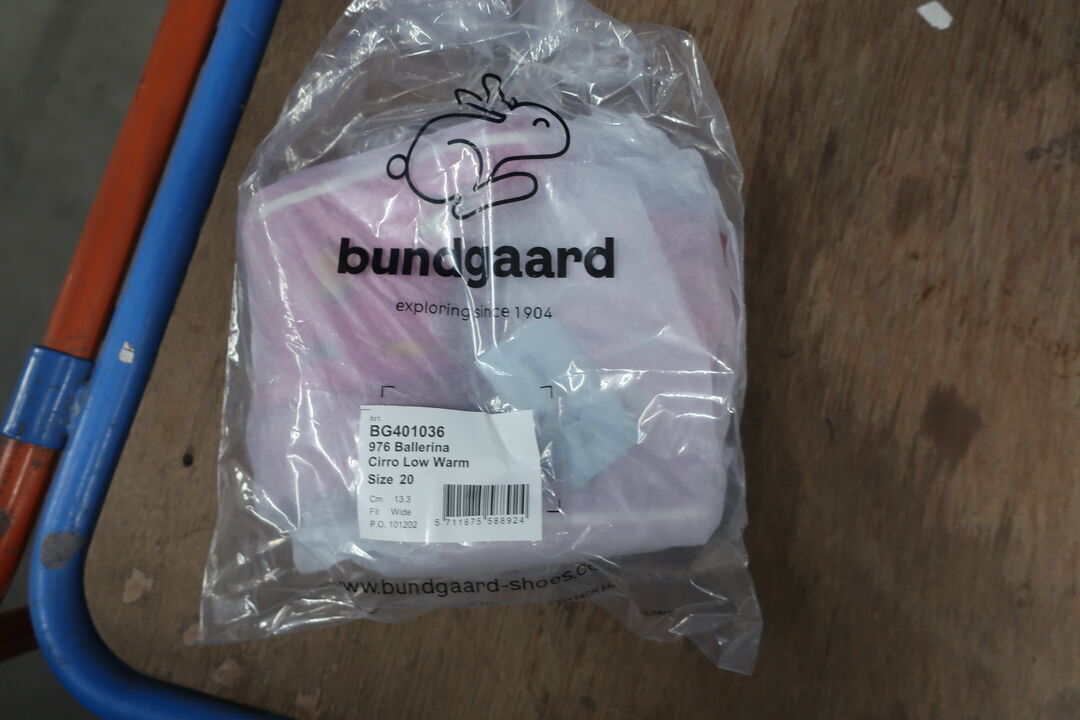 bundgaard
exploring since 1904
Art.
BG401036
976 Ballerina
Cirro Low Warm
Size 20
Cm 13.3
Fit Wide
P.O. 101202
5 711875 588924
www.bundgaard-shoes.co